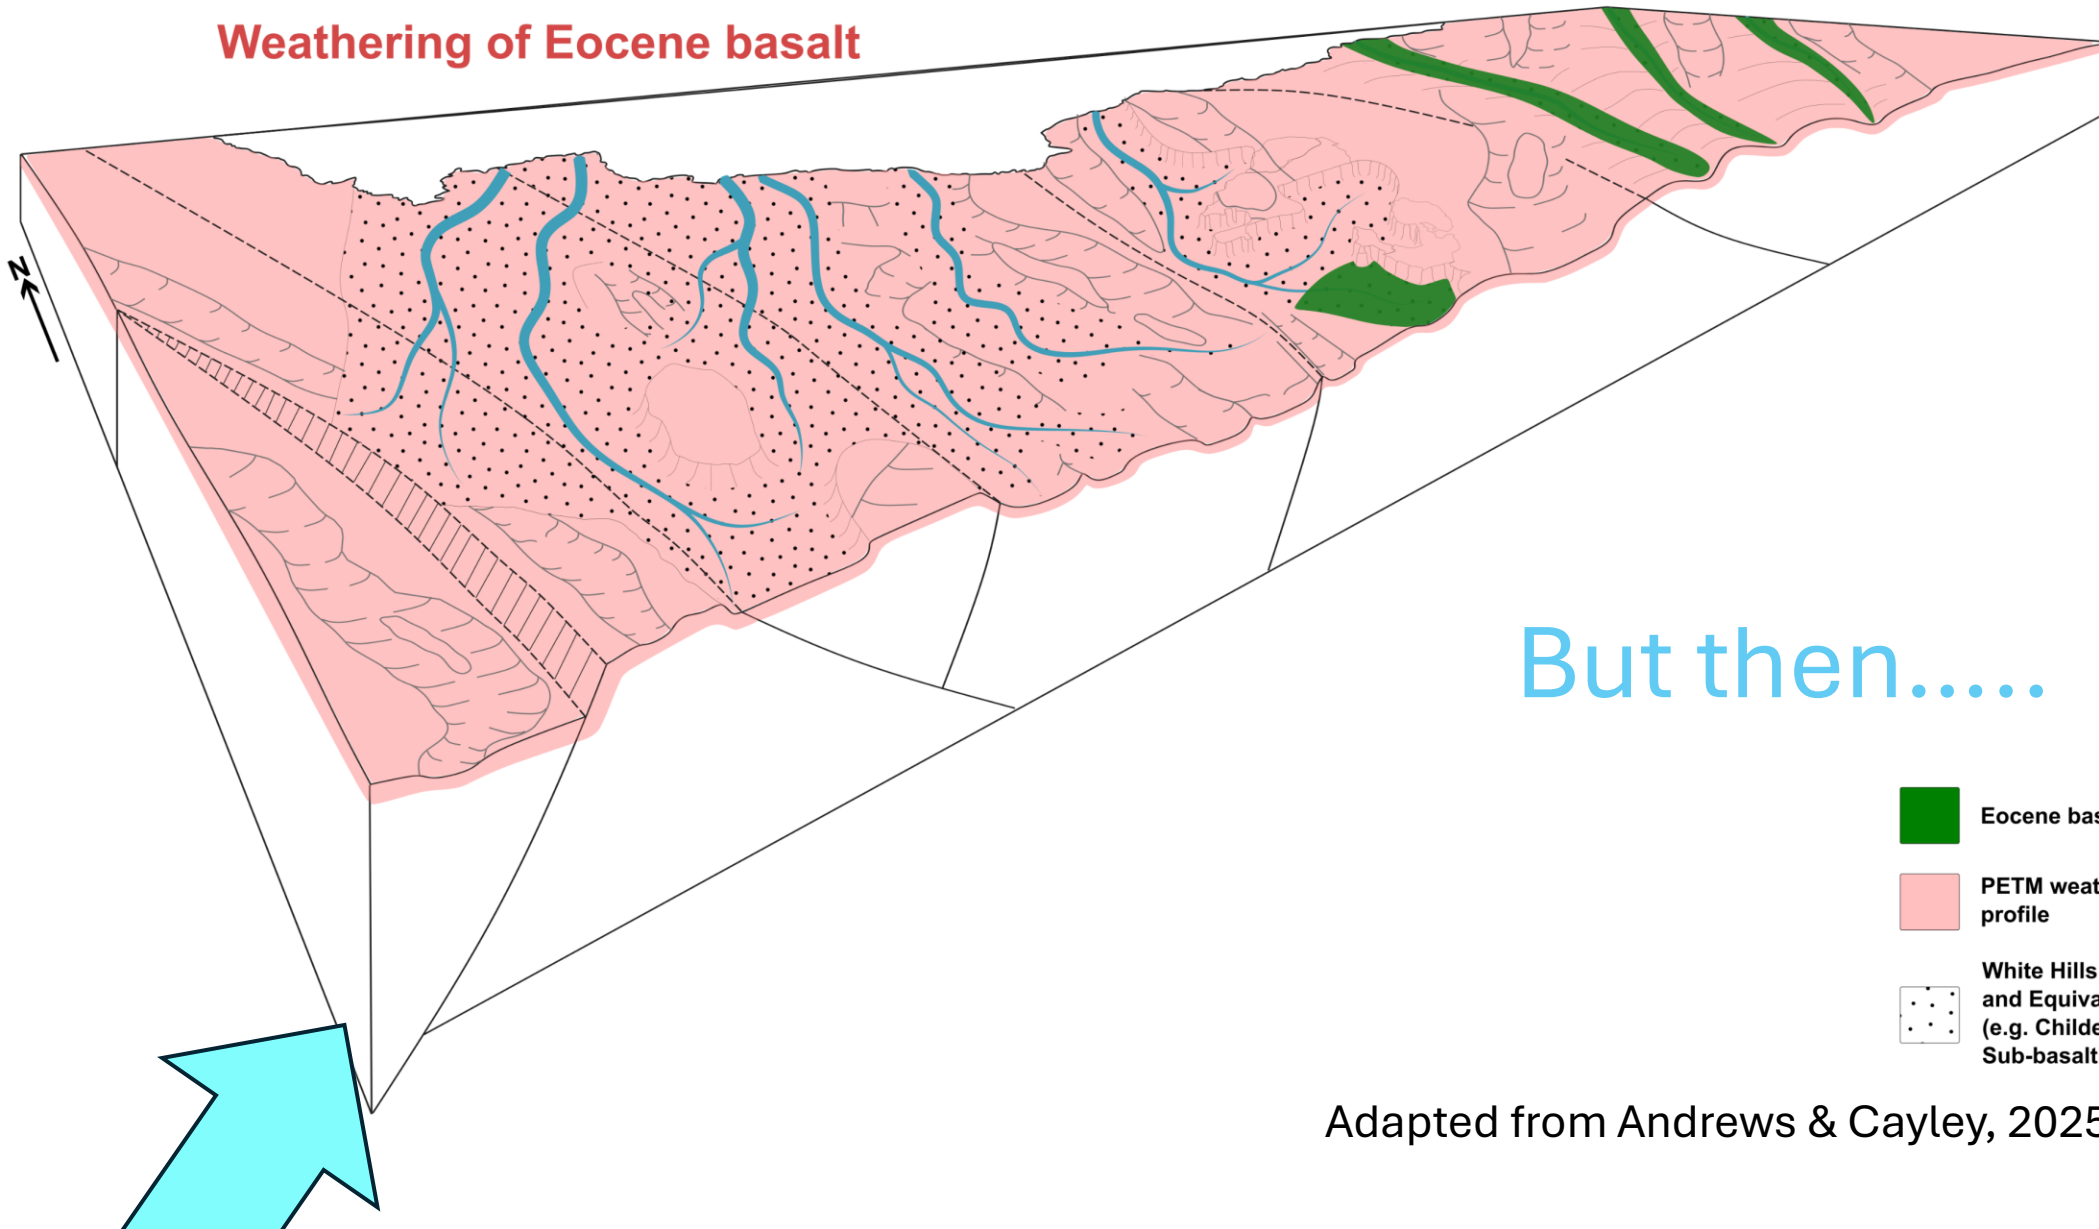 Weathering of Eocene basalt
N
But then.....
Eocene bas
PETM weat
profile
White Hills
and Equiva
(e.g. Childe
Sub-basalt
Adapted from Andrews & Cayley, 2025